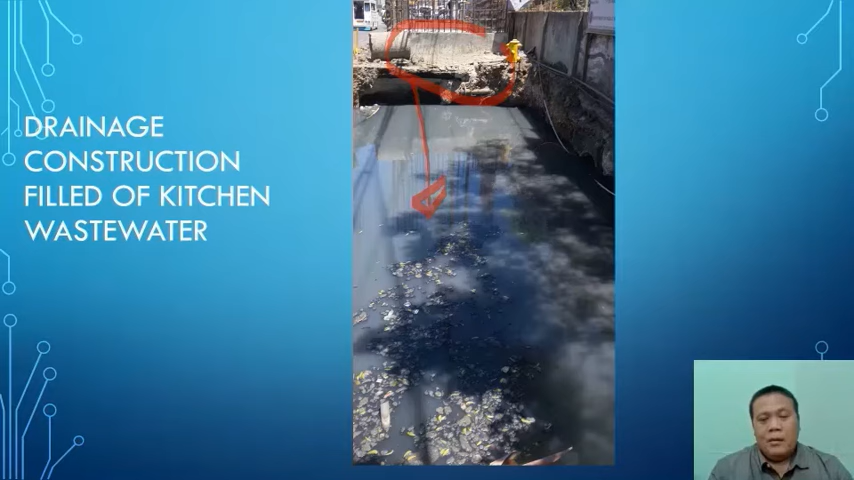 DRAINAGE
CONSTRUCTION
FILLED OF KITCHEN
WASTEWATER